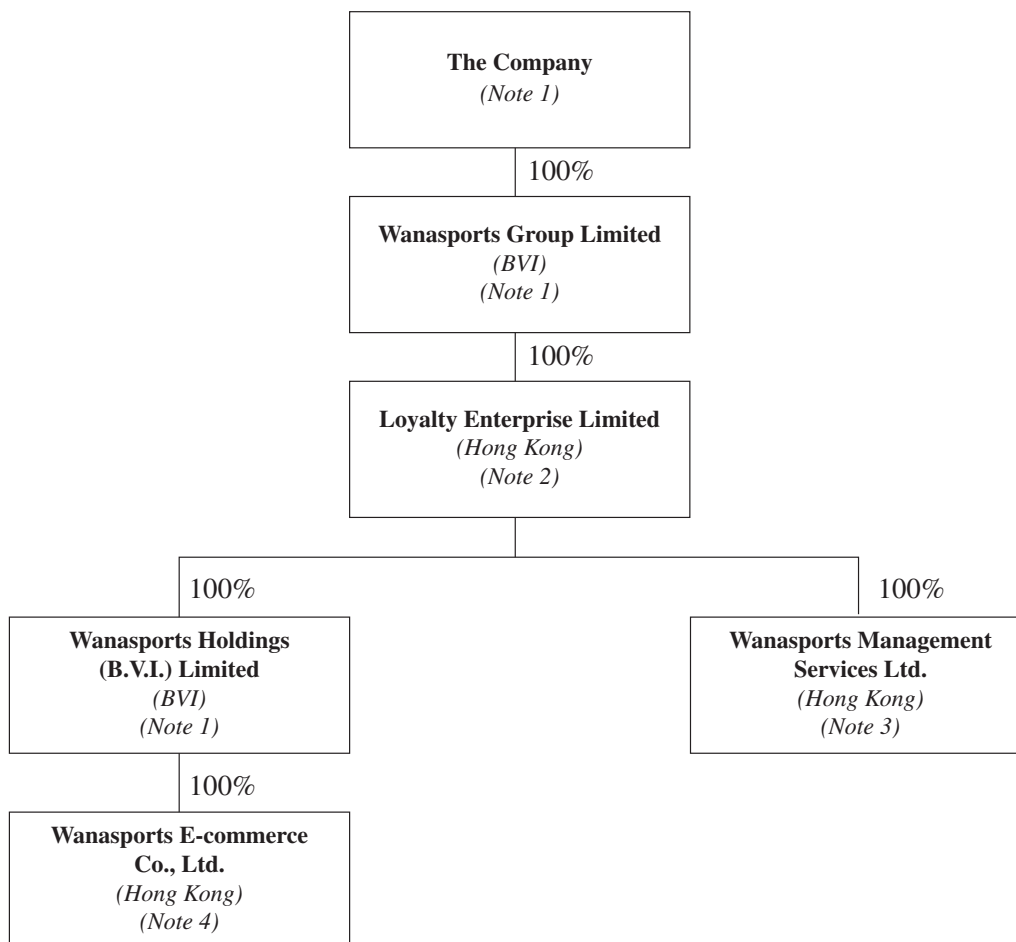 The Company
(Note 1)
100%
Wanasports Group Limited
(BVI)
(Note 1)
100%
Loyalty Enterprise Limited
(Hong Kong)
(Note 2)
100%
100%
Wanasports Holdings
(B.V.I.) Limited
(BVI)
(Note 1)
Wanasports Management
Services Ltd.
(Hong Kong)
(Note 3)
100%
Wanasports E-commerce
Co., Ltd.
(Hong Kong)
(Note 4)